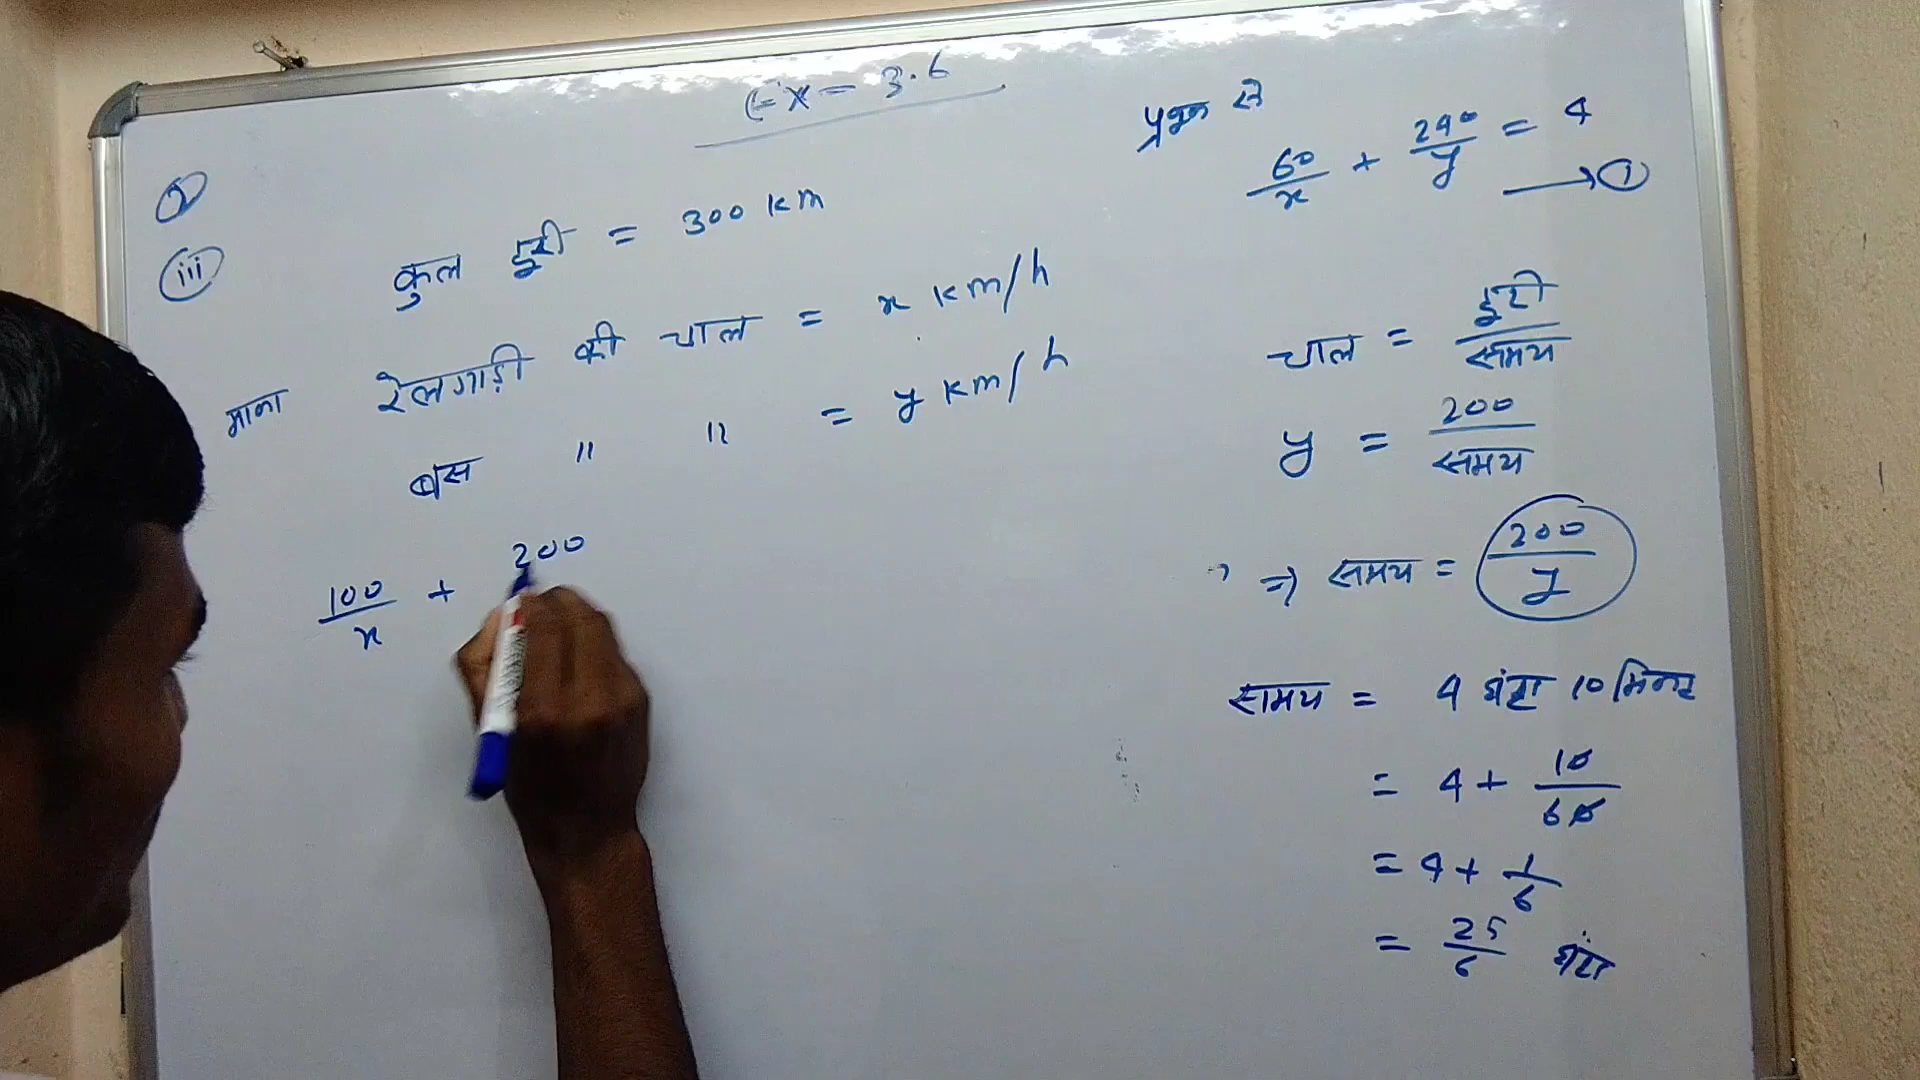 Ex - 3.6
iii
कुल दूरी = 300 km
माना रेलगाड़ी की चाल = x km/h
बस " " = y km/h
100/x + 200
प्रश्न से
60/x + 240/y = 4 → ①
चाल = दूरी/समय
y = 200/समय
⇒ समय = 200/y
समय = 4 घंटा 10 मिनट
= 4 + 10/60
= 4 + 1/6
= 25/6 घंटा